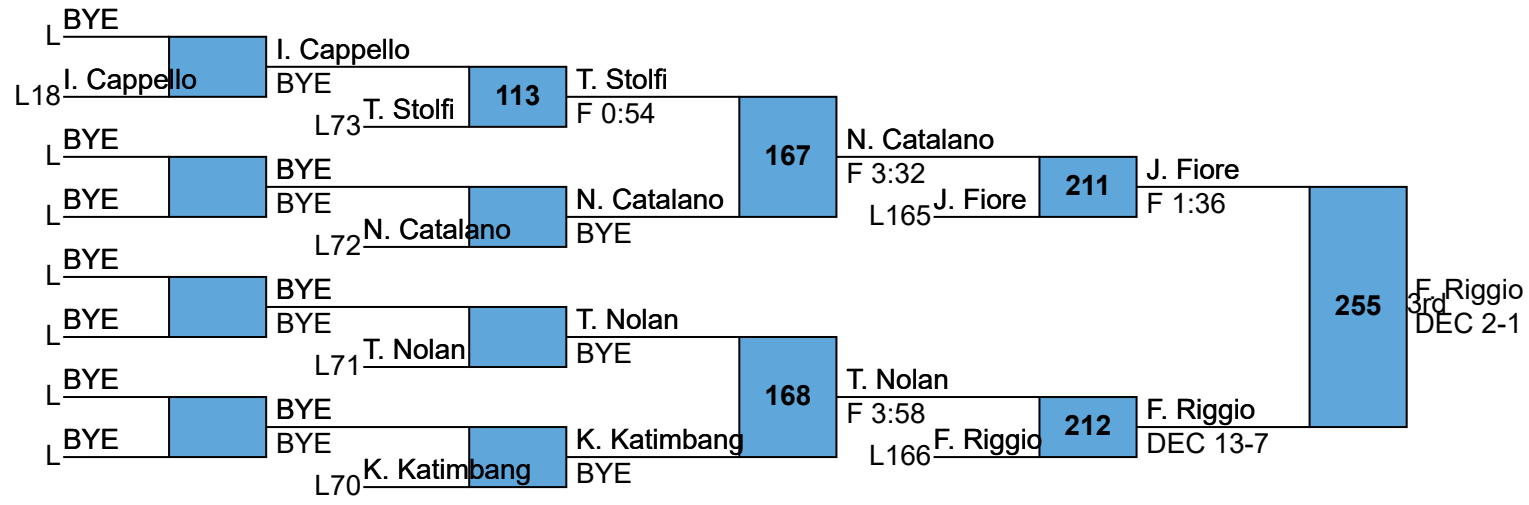 BYE
L
I. Cappello
L18
I. Cappello
BYE
T. Stolfi
L73
113
T. Stolfi
F 0:54
BYE
L
BYE
L
BYE
BYE
N. Catalano
L72
N. Catalano
BYE
167
N. Catalano
F 3:32
J. Fiore
L165
211
J. Fiore
F 1:36
BYE
L
BYE
L
BYE
BYE
T. Nolan
L71
T. Nolan
BYE
BYE
L
BYE
L
BYE
BYE
K. Katimbang
L70
K. Katimbang
BYE
168
T. Nolan
F 3:58
F. Riggio
L166
212
F. Riggio
DEC 13-7
255
3rd
F. Riggio
DEC 2-1